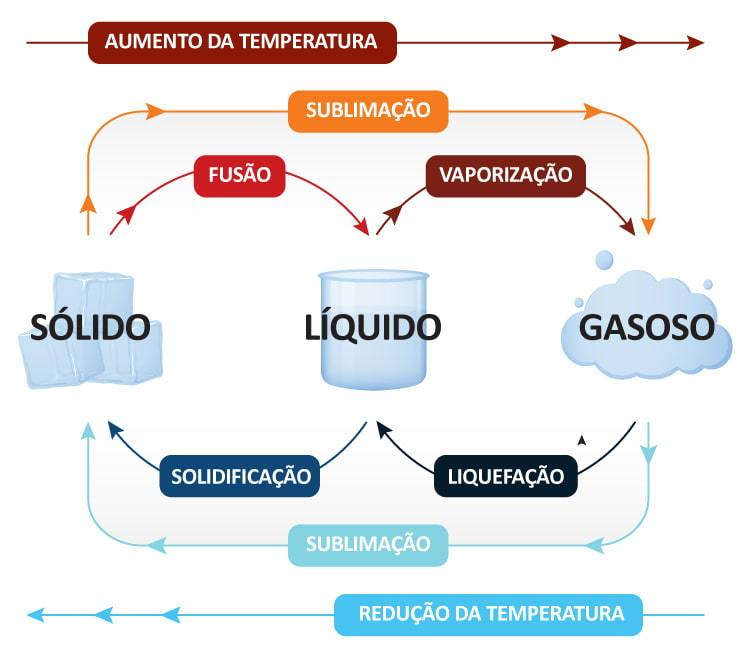 AUMENTO DA TEMPERATURA
SUBLIMAÇÃO
FUSÃO
VAPORIZAÇÃO
SÓLIDO
LÍQUIDO
GASOSO
SOLIDIFICAÇÃO
LIQUEFAÇÃO
SUBLIMAÇÃO
REDUÇÃO DA TEMPERATURA